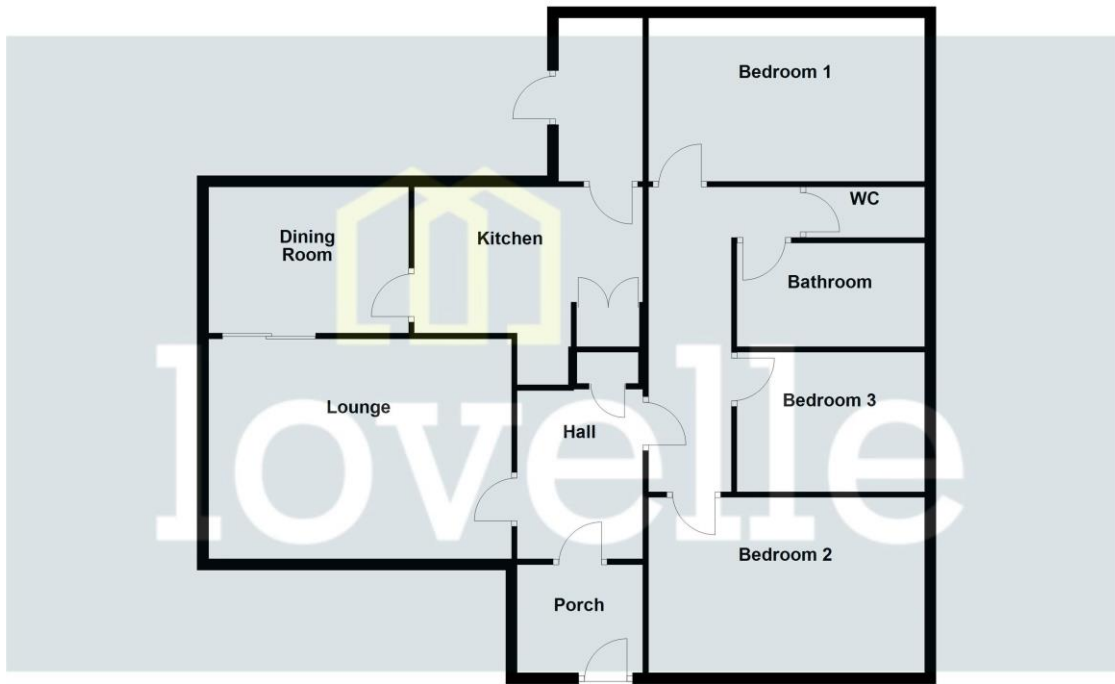 Bedroom 1
WC
Dining
Room
Kitchen
Bathroom
Lounge
Bedroom 3
Hall
lovelle
Bedroom 2
Porch